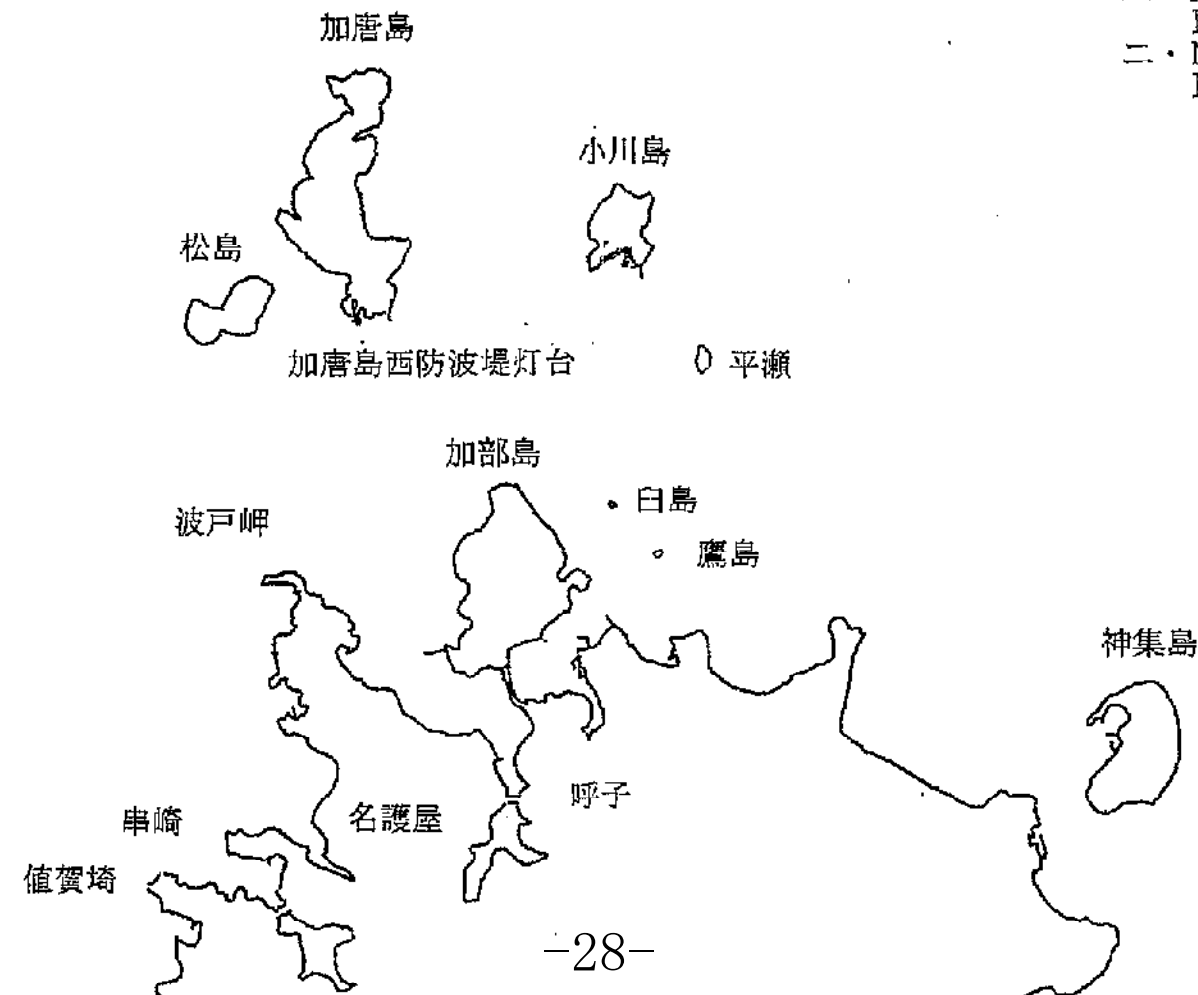 加唐島
二・
小川島
松島
加唐島西防波堤灯台
平瀬
加部島
臼島
波戸岬
鷹島
神集島
呼子
名護屋
串崎
値賀埼
-28-